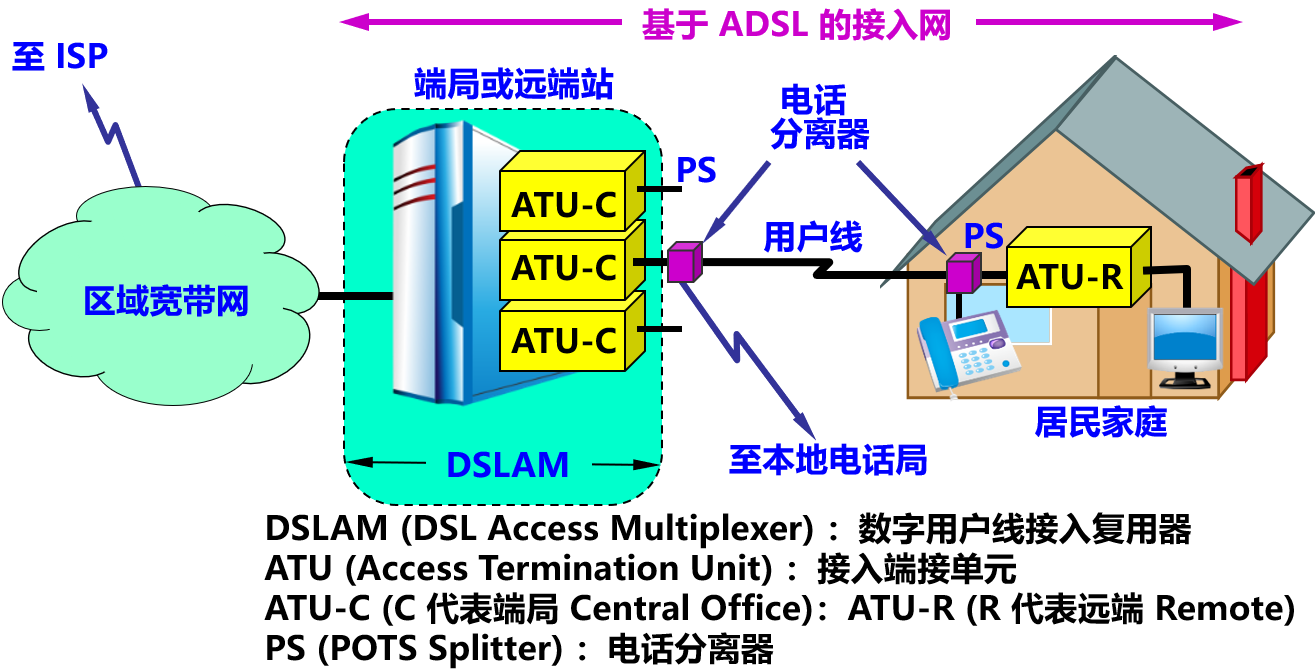 基于 ADSL 的接入网
至 ISP
端局或远端站
电话
分离器
PS
ATU-C
用户线
PS
ATU-C
ATU-R
区域宽带网
ATU-C
居民家庭
DSLAM
至本地电话局
DSLAM (DSL Access Multiplexer) ：数字用户线接入复用器
ATU (Access Termination Unit) ：接入端接单元
ATU-C (C 代表端局 Central Office)：ATU-R (R 代表远端 Remote)
PS (POTS Splitter) ：电话分离器